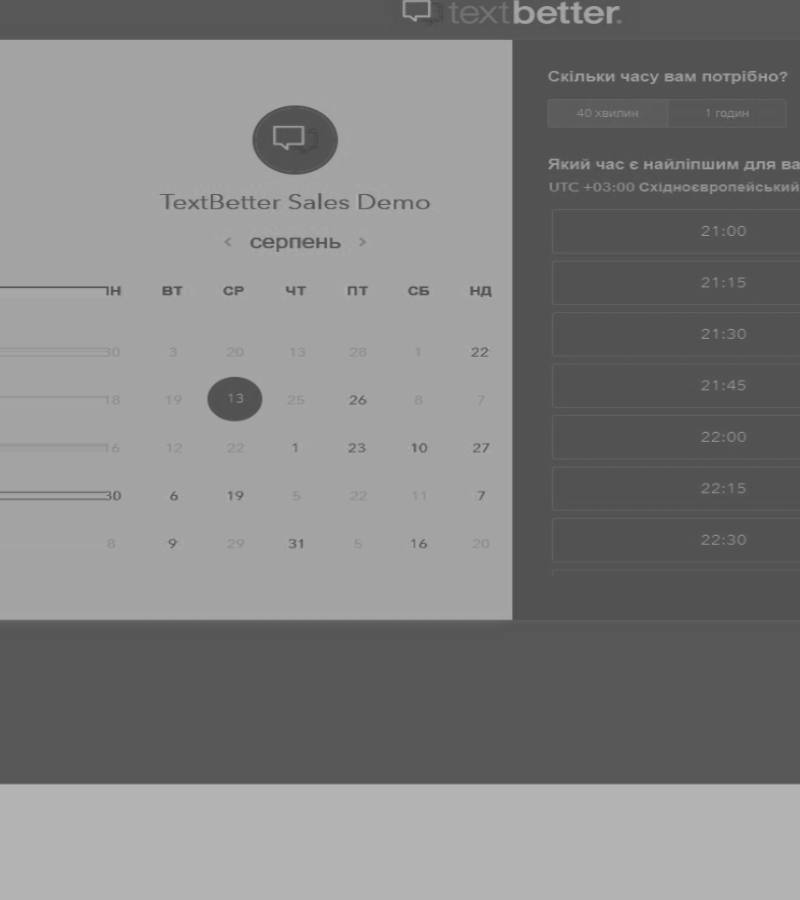 textbetter.
TextBetter Sales Demo
< серпень >
ПН ВТ СР ЧТ ПТ СБ НД
30 3 20 13 28 1 22
18 19 13 25 26 8 7
16 12 22 1 23 10 27
30 6 19 5 22 11 7
8 9 29 31 5 16 20
Скільки часу вам потрібно?
40 хвилин 1 годин
Який час є найліпшим для ва
UTC +03:00 Східноєвропейський
21:00
21:15
21:30
21:45
22:00
22:15
22:30